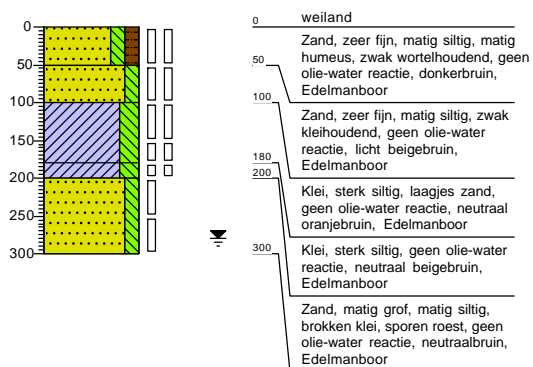 0
50
100
150
200
250
300
0
weiland
Zand, zeer fijn, matig siltig, matig
humeus, zwak wortelhoudend, geen
olie-water reactie, donkerbruin,
Edelmanboor
50
Zand, zeer fijn, matig siltig, zwak
kleihoudend, geen olie-water
reactie, licht beigebruin,
Edelmanboor
100
Klei, sterk siltig, laagjes zand,
geen olie-water reactie, neutraal
oranjebruin, Edelmanboor
180
Klei, sterk siltig, geen olie-water
reactie, neutraal beigebruin,
Edelmanboor
200
Zand, matig grof, matig siltig,
brokken klei, sporen roest, geen
olie-water reactie, neutraalbruin,
Edelmanboor
300